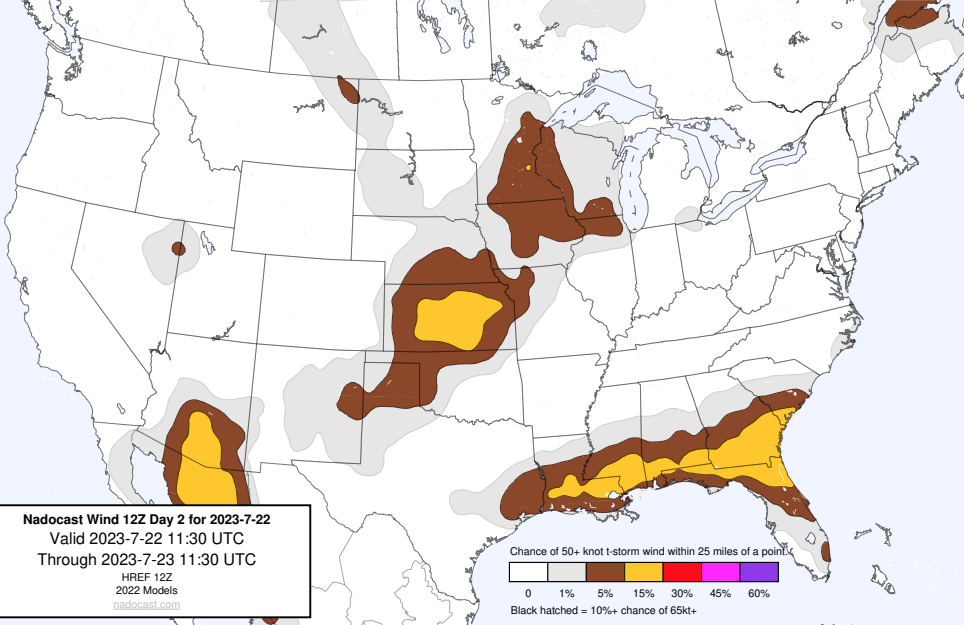 Nadocast Wind 12Z Day 2 for 2023-7-22
Valid 2023-7-22 11:30 UTC
Through 2023-7-23 11:30 UTC
HREF 12Z
2022 Models
nadocast.com
Chance of 50+ knot t-storm wind within 25 miles of a point.
0 1% 5% 15% 30% 45% 60%
Black hatched = 10%+ chance of 65kt+